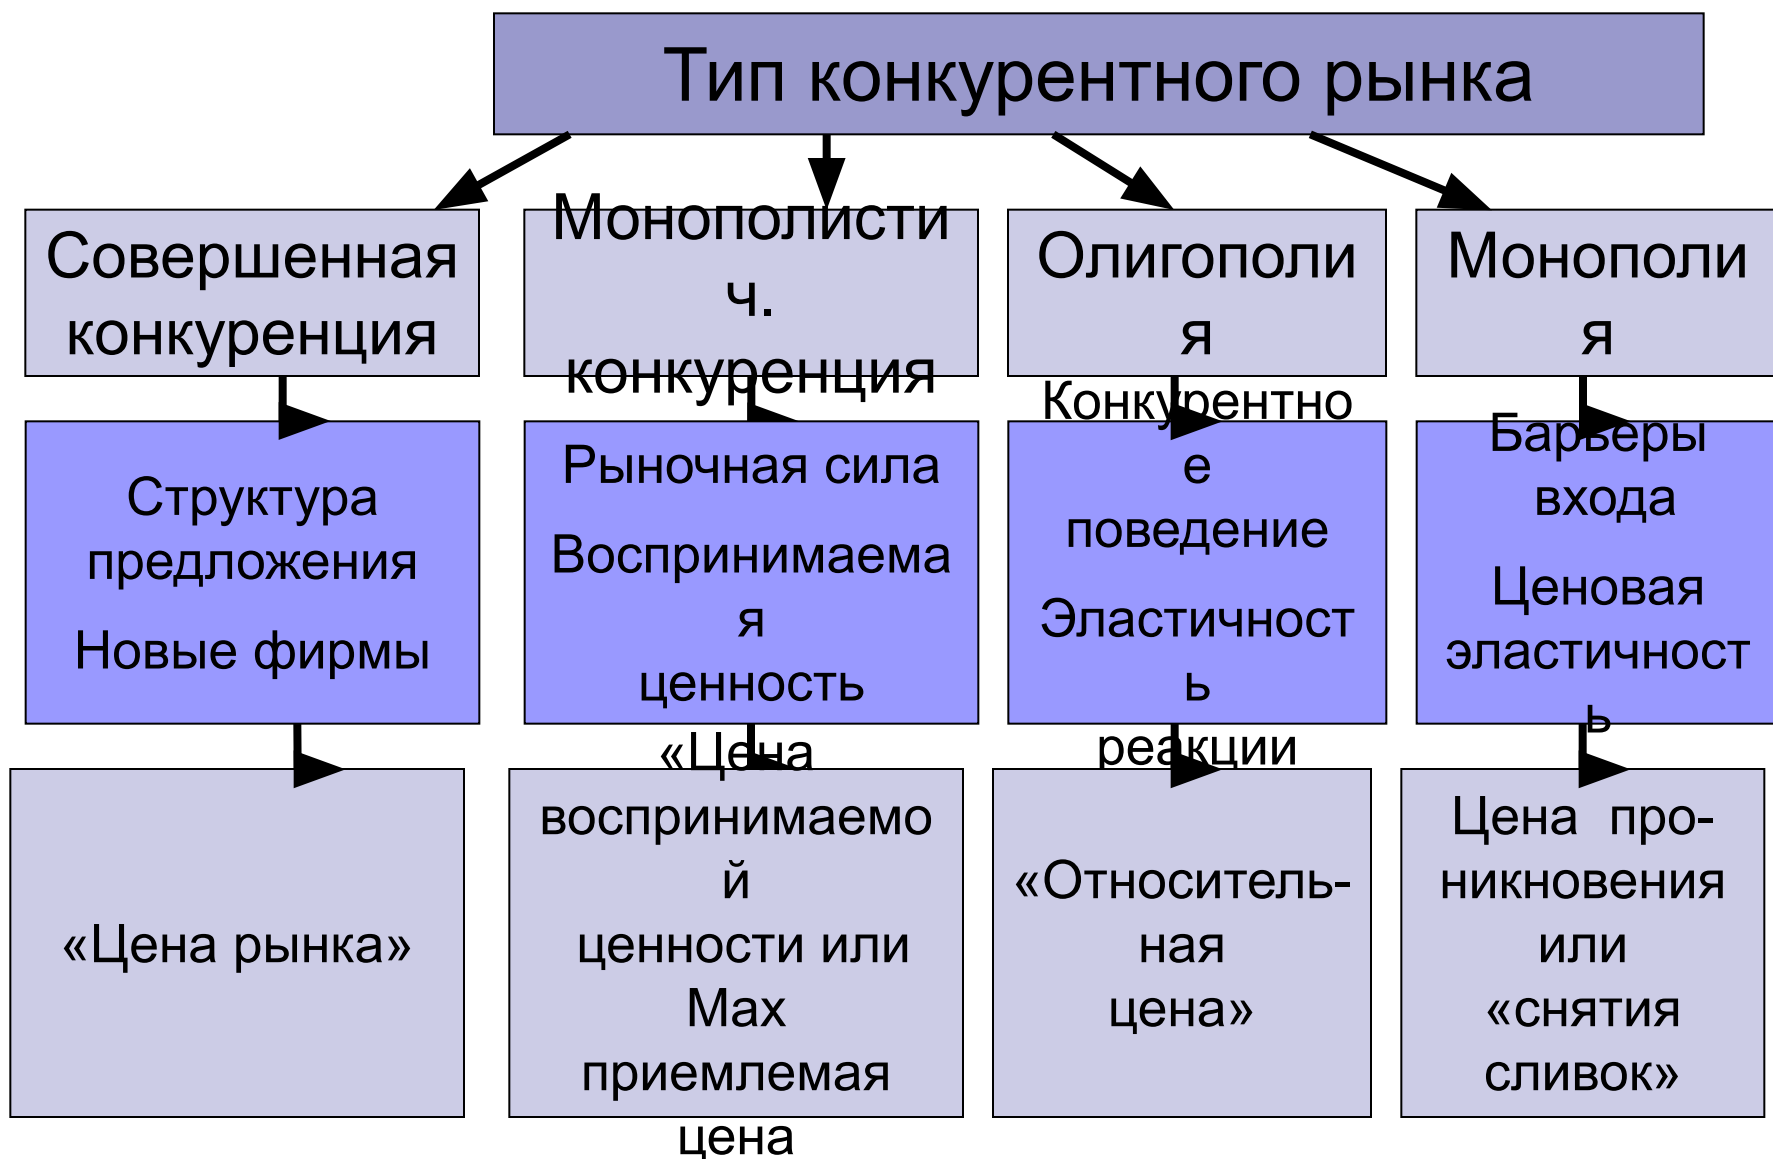 Тип конкурентного рынка
Совершенная
конкуренция
Монополисти
ч.
конкуренция
Олигополи
я
Монополи
я
Структура
предложения
Новые фирмы
Рыночная сила
Воспринимаема
я
ценность
Конкурентно
е
поведение
Эластичност
ь
реакции
Барьеры
входа
Ценовая
эластичност
ь
«Цена рынка»
«Цена
воспринимаемо
й
ценности или
Мах
приемлемая
цена
«Относитель-
ная
цена»
Цена  про-
никновения
или
«снятия
сливок»